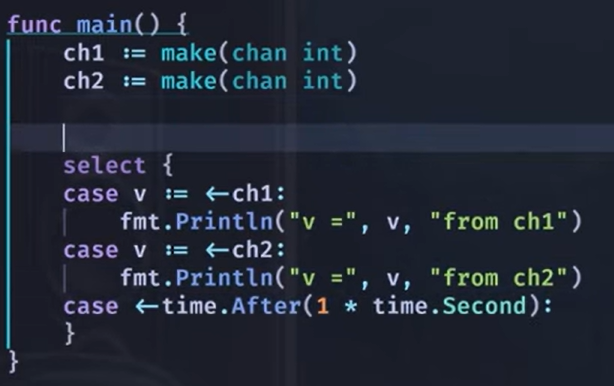 func main() {
    ch1 := make(chan int)
    ch2 := make(chan int)

    select {
    case v := <-ch1:
        fmt.Println("v =", v, "from ch1")
    case v := <-ch2:
        fmt.Println("v =", v, "from ch2")
    case <-time.After(1 * time.Second):
    }
}